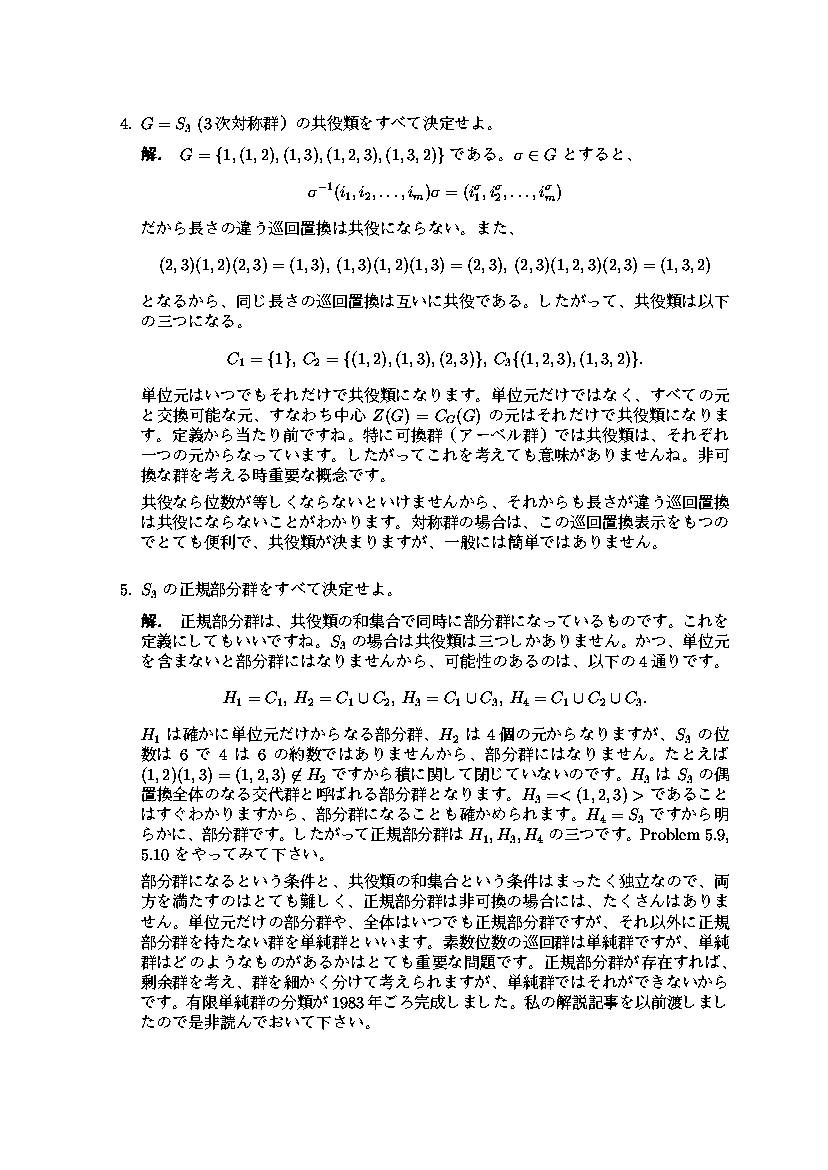 4. G = S₃ (3次対称群)の共役類をすべて決定せよ。
解. G = {1, (1, 2), (1, 3), (1, 2, 3), (1, 3, 2)} である。σ ∈ G とすると、
σ⁻¹(i₁, i₂, . . . , iₘ)σ = (i₁^σ, i₂^σ, . . . , iₘ^σ)
だから長さの違う巡回置換は共役にならない。また、
(2, 3)(1, 2)(2, 3) = (1, 3), (1, 3)(1, 2)(1, 3) = (2, 3), (2, 3)(1, 2, 3)(2, 3) = (1, 3, 2)
となるから、同じ長さの巡回置換は互いに共役である。したがって、共役類は以下
の三つになる。
C₁ = {1}, C₂ = {(1, 2), (1, 3), (2, 3)}, C₃{(1, 2, 3), (1, 3, 2)}.
単位元はいつでもそれだけで共役類になります。単位元だけではなく、すべての元
と交換可能な元、すなわち中心 Z(G) = C_G(G) の元はそれだけで共役類になりま
す。定義から当たり前ですね。特に可換群(アーベル群)では共役類は、それぞれ
一つの元からなっています。したがってこれを考えても意味がありませんね。非可
換な群を考える時重要な概念です。
共役なら位数が等しくならないといけませんから、それからも長さが違う巡回置換
は共役にならないことがわかります。対称群の場合は、この巡回置換表示をもつの
でとても便利で、共役類が決まりますが、一般には簡単ではありません。
5. S₃ の正規部分群をすべて決定せよ。
解. 正規部分群は、共役類の和集合で同時に部分群になっているものです。これを
定義にしてもいいですね。S₃ の場合は共役類は三つしかありません。かつ、単位元
を含まないと部分群にはなりませんから、可能性のあるのは、以下の4通りです。
H₁ = C₁, H₂ = C₁ ∪ C₂, H₃ = C₁ ∪ C₃, H₄ = C₁ ∪ C₂ ∪ C₃.
H₁ は確かに単位元だけからなる部分群、H₂ は 4 個の元からなりますが、S₃ の位
数は 6 で 4 は 6 の約数ではありませんから、部分群にはなりません。たとえば
(1, 2)(1, 3) = (1, 2, 3) ∉ H₂ ですから積に関して閉じていないのです。H₃ は S₃ の偶
置換全体のなる交代群と呼ばれる部分群となります。H₃ =< (1, 2, 3) > であること
はすぐわかりますから、部分群になることも確かめられます。H₄ = S₃ ですから明
らかに、部分群です。したがって正規部分群は H₁, H₃, H₄ の三つです。Problem 5.9,
5.10 をやってみて下さい。
部分群になるという条件と、共役類の和集合という条件はまったく独立なので、両
方を満たすのはとても難しく、正規部分群は非可換の場合には、たくさんはありま
せん。単位元だけの部分群や、全体はいつでも正規部分群ですが、それ以外に正規
部分群を持たない群を単純群といいます。素数位数の巡回群は単純群ですが、単純
群はどのようなものがあるかはとても重要な問題です。正規部分群が存在すれば、
剰余群を考え、群を細かく分けて考えられますが、単純群ではそれができないから
です。有限単純群の分類が1983年ごろ完成しました。私の解説記事を以前渡しまし
たので是非読んでおいて下さい。